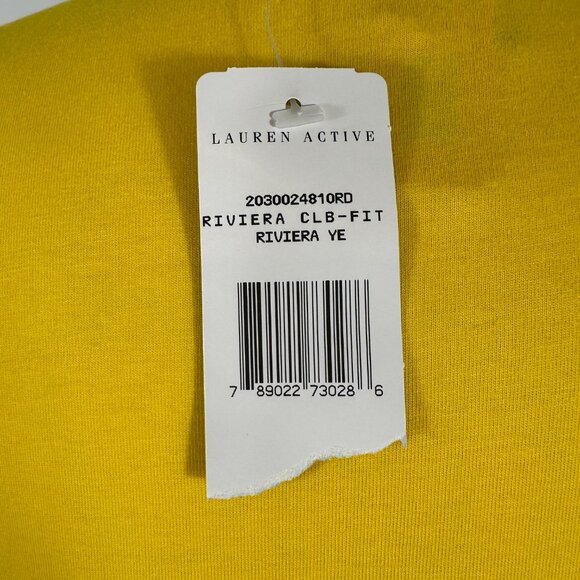 LAUREN ACTIVE
2030024810RD
RIVIERA CLB-FIT
RIVIERA YE
7 89022 73028 6